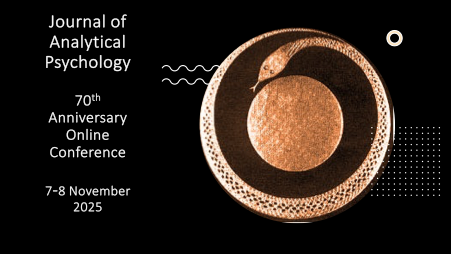 Journal of
Analytical
Psychology
70th
Anniversary
Online
Conference
7-8 November
2025